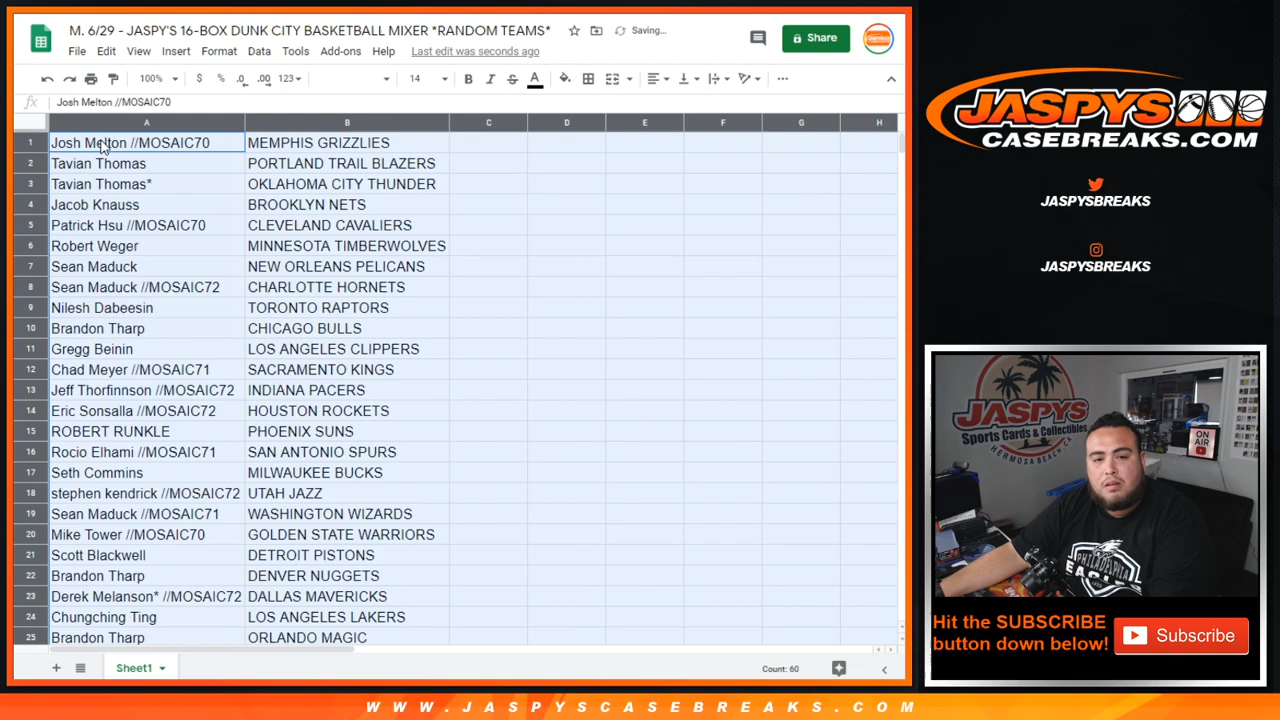 M. 6/29 - JASPY'S 16-BOX DUNK CITY BASKETBALL MIXER *RANDOM TEAMS*
Saving...
Share
File Edit View Insert Format Data Tools Add-ons Help Last edit was seconds ago
100% $ % .0 .00 123 14 B I S A
fx Josh Melton //MOSAIC70
A B C D E F G H
1 Josh Melton //MOSAIC70 MEMPHIS GRIZZLIES
2 Tavian Thomas PORTLAND TRAIL BLAZERS
3 Tavian Thomas* OKLAHOMA CITY THUNDER
4 Jacob Knauss BROOKLYN NETS
5 Patrick Hsu //MOSAIC70 CLEVELAND CAVALIERS
6 Robert Weger MINNESOTA TIMBERWOLVES
7 Sean Maduck NEW ORLEANS PELICANS
8 Sean Maduck //MOSAIC72 CHARLOTTE HORNETS
9 Nilesh Dabeesin TORONTO RAPTORS
10 Brandon Tharp CHICAGO BULLS
11 Gregg Beinin LOS ANGELES CLIPPERS
12 Chad Meyer //MOSAIC71 SACRAMENTO KINGS
13 Jeff Thorfinnson //MOSAIC72 INDIANA PACERS
14 Eric Sonsalla //MOSAIC72 HOUSTON ROCKETS
15 ROBERT RUNKLE PHOENIX SUNS
16 Rocio Elhami //MOSAIC71 SAN ANTONIO SPURS
17 Seth Commins MILWAUKEE BUCKS
18 stephen kendrick //MOSAIC72 UTAH JAZZ
19 Sean Maduck //MOSAIC71 WASHINGTON WIZARDS
20 Mike Tower //MOSAIC70 GOLDEN STATE WARRIORS
21 Scott Blackwell DETROIT PISTONS
22 Brandon Tharp DENVER NUGGETS
23 Derek Melanson* //MOSAIC72 DALLAS MAVERICKS
24 Chungching Ting LOS ANGELES LAKERS
25 Brandon Tharp ORLANDO MAGIC
Sheet1
Count: 60
JASPYS
CASEBREAKS.COM
JASPYSBREAKS
JASPYSBREAKS
JASPYS
Sports Cards & Collectibles
HERMOSA BEACH, CA
ON AIR
PHILADELPHIA
EAGLES
Hit the SUBSCRIBE
button down below!
Subscribe
WWW.JASPYSCASEBREAKS.COM